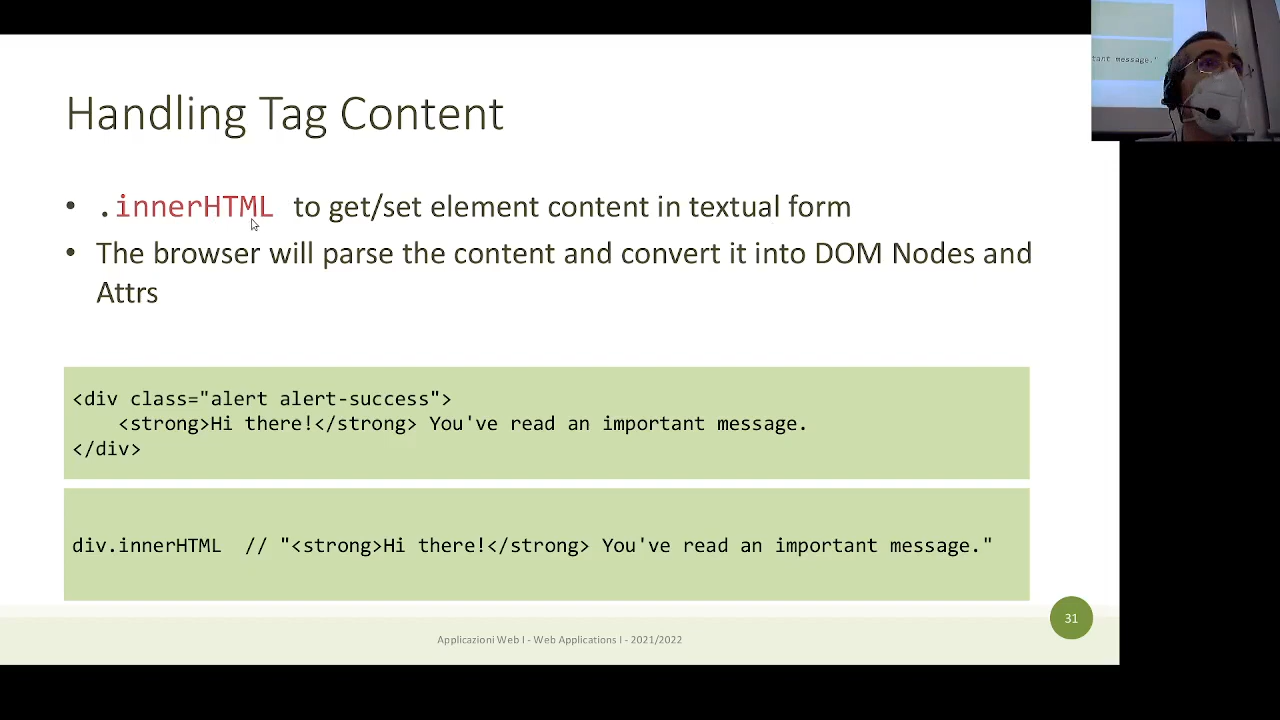 Handling Tag Content
• .innerHTML to get/set element content in textual form
• The browser will parse the content and convert it into DOM Nodes and
Attrs
<div class="alert alert-success">
<strong>Hi there!</strong> You've read an important message.
</div>
div.innerHTML // "<strong>Hi there!</strong> You've read an important message."
31
Applicazioni Web I - Web Applications I - 2021/2022
tant message."